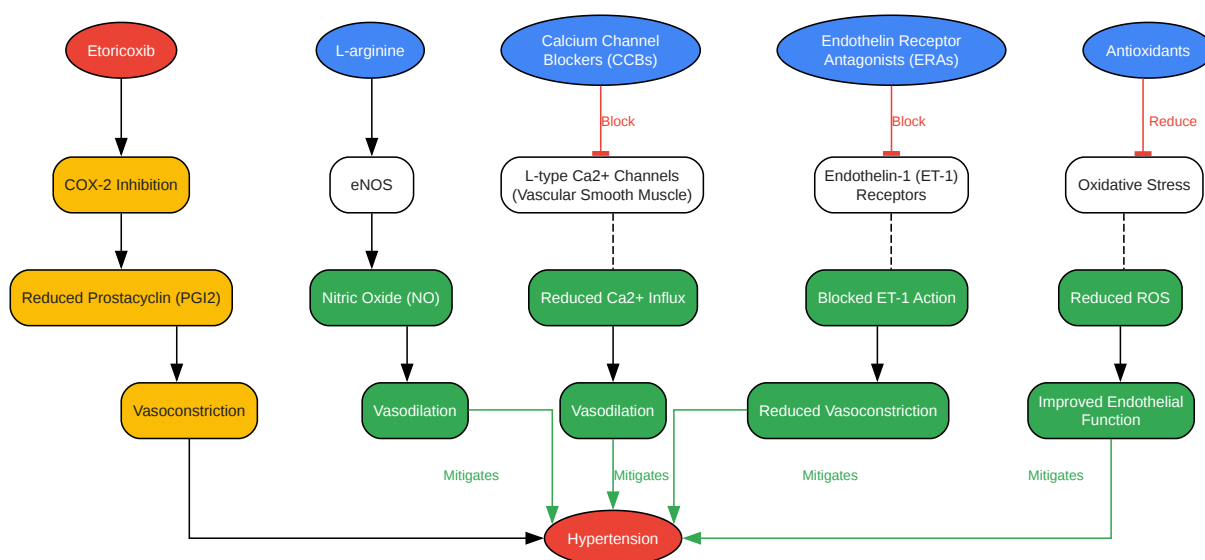 Etoricoxib
L-arginine
Calcium Channel
Blockers (CCBs)
Endothelin Receptor
Antagonists (ERAs)
Antioxidants
Block
Block
Reduce
COX-2 Inhibition
eNOS
L-type Ca2+ Channels
(Vascular Smooth Muscle)
Endothelin-1 (ET-1)
Receptors
Oxidative Stress
Reduced Prostacyclin (PGI2)
Nitric Oxide (NO)
Reduced Ca2+ Influx
Blocked ET-1 Action
Reduced ROS
Vasoconstriction
Vasodilation
Vasodilation
Reduced Vasoconstriction
Improved Endothelial
Function
Mitigates
Mitigates
Mitigates
Mitigates
Hypertension